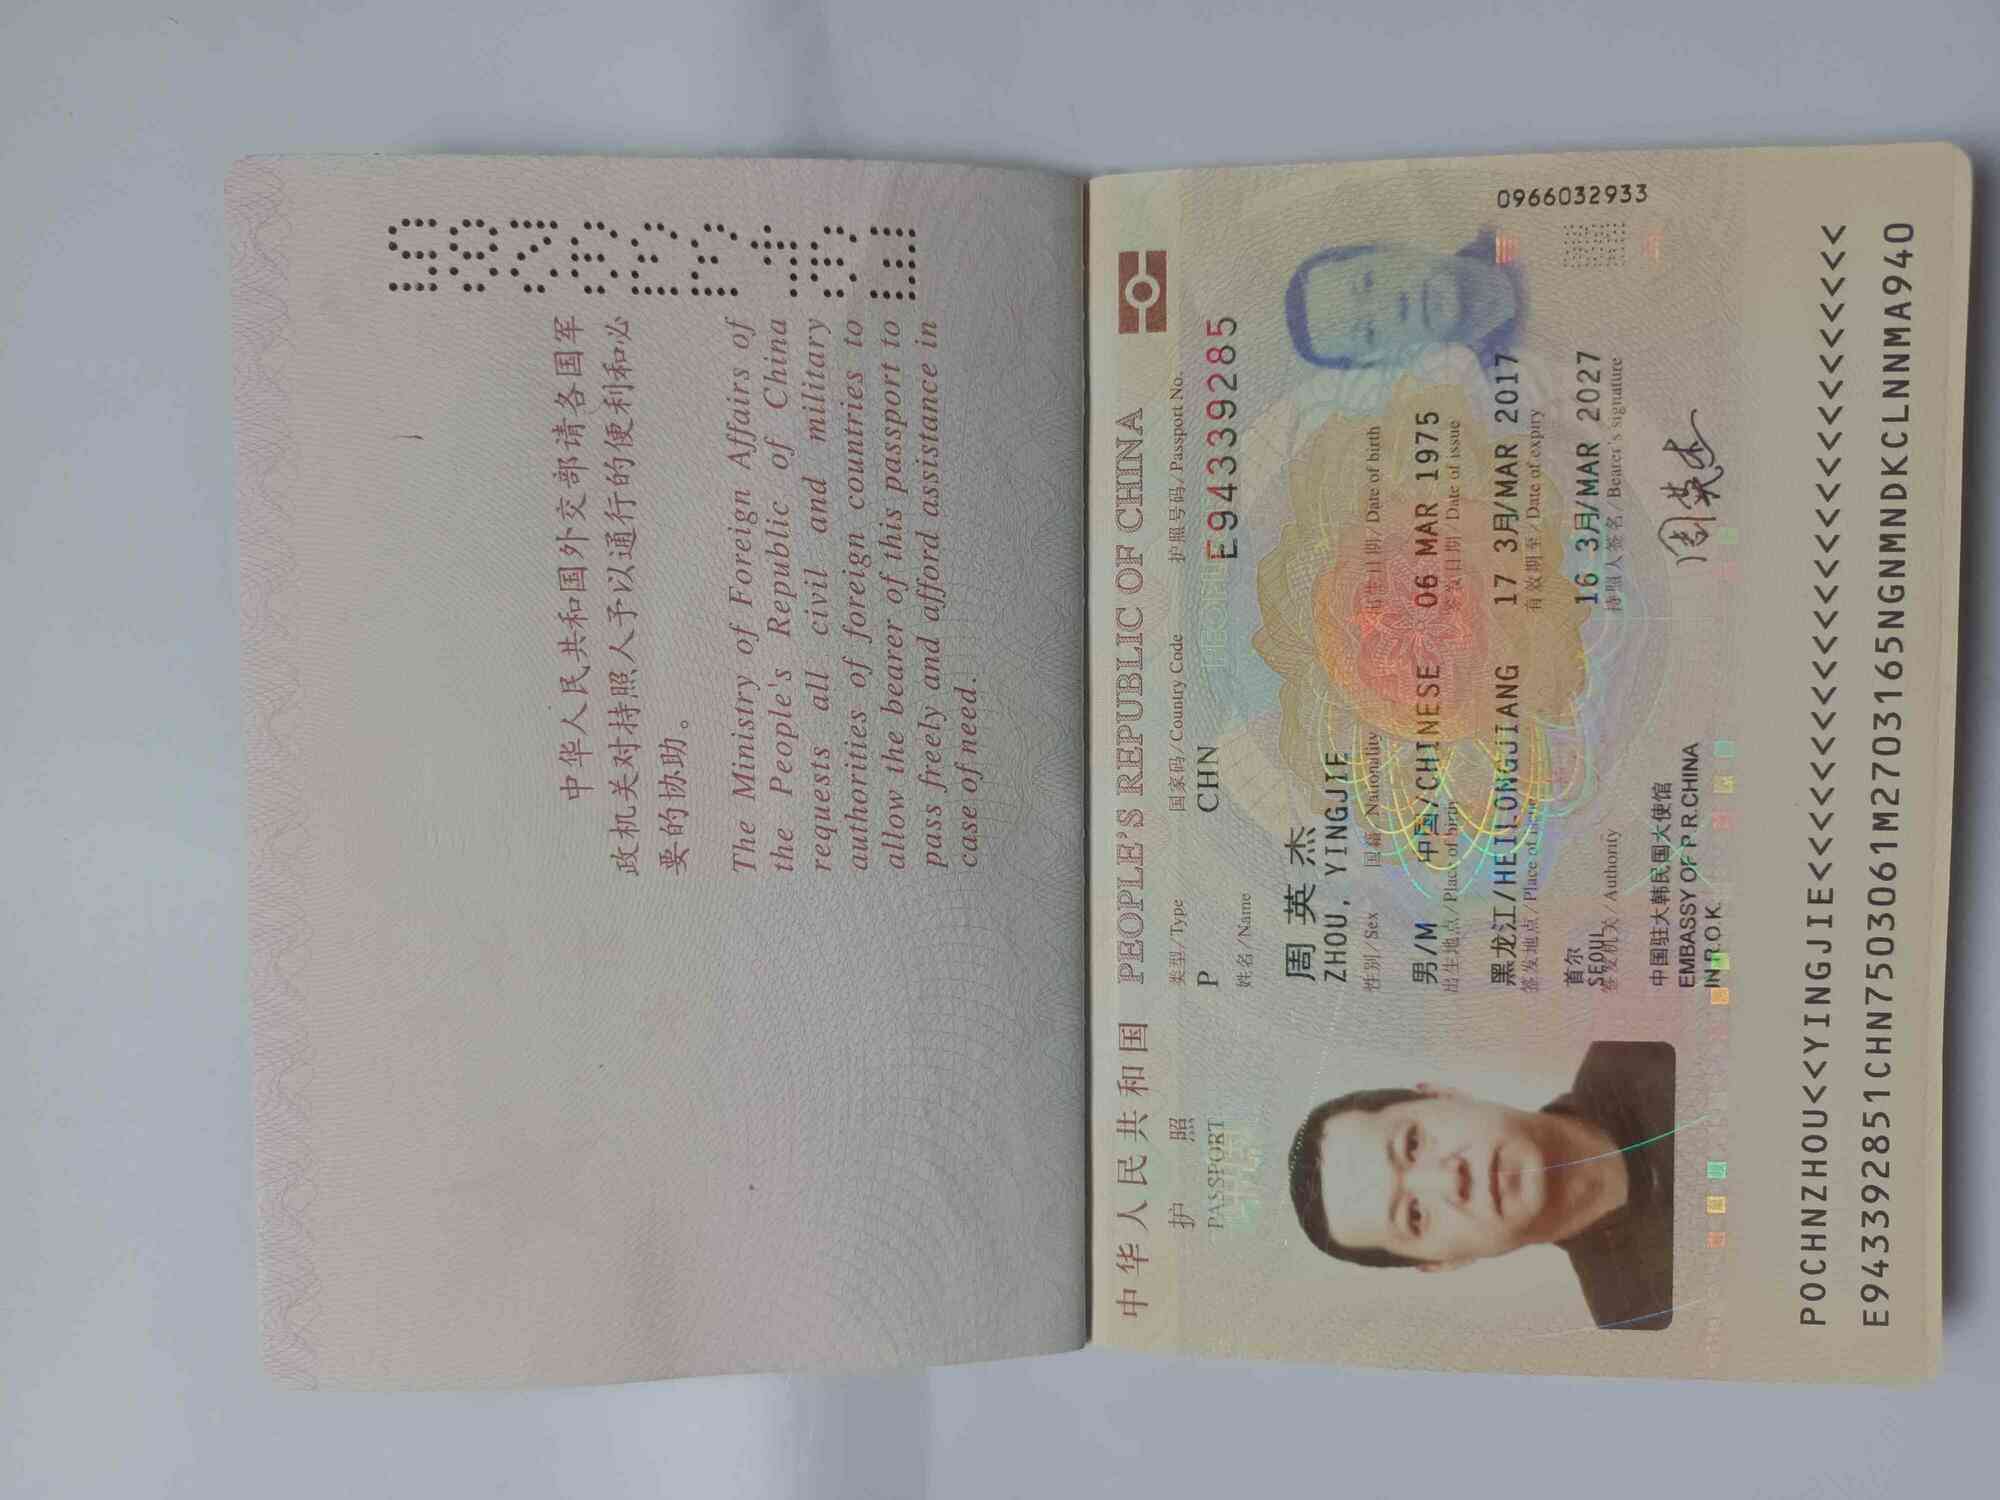 E94339285
中华人民共和国外交部请各国军
政机关对持照人予以通行的便利和必
要的协助。
The Ministry of Foreign Affairs of
the People's Republic of China
requests all civil and military
authorities of foreign countries to
allow the bearer of this passport to
pass freely and afford assistance in
case of need.
中华人民共和国 PEOPLE'S REPUBLIC OF CHINA
护 照
PASSPORT
类型/Type 国家码/Country Code 护照号码/Passport No.
P CHN E94339285
姓名/Name
周英杰
ZHOU, YINGJIE
性别/Sex 国籍/Nationality 出生日期/Date of birth
男/M 中国/CHINESE 06 MAR 1975
出生地点/Place of birth 签发日期/Date of issue
黑龙江/HEILONGJIANG 17 3月/MAR 2017
签发地点/Place of issue 有效期至/Date of expiry
首尔
SEOUL 16 3月/MAR 2027
签发机关/Authority 持照人签名/Bearer's signature
中国驻大韩民国大使馆
EMBASSY OF P.R.CHINA
IN R.O.K.
周英杰
0966032933
POCHNZHOU<<YINGJIE<<<<<<<<<<<<<<<<<<<<<<<<<<
E943392851CHN7503061M2703165NGNMNDKCLNNMA940